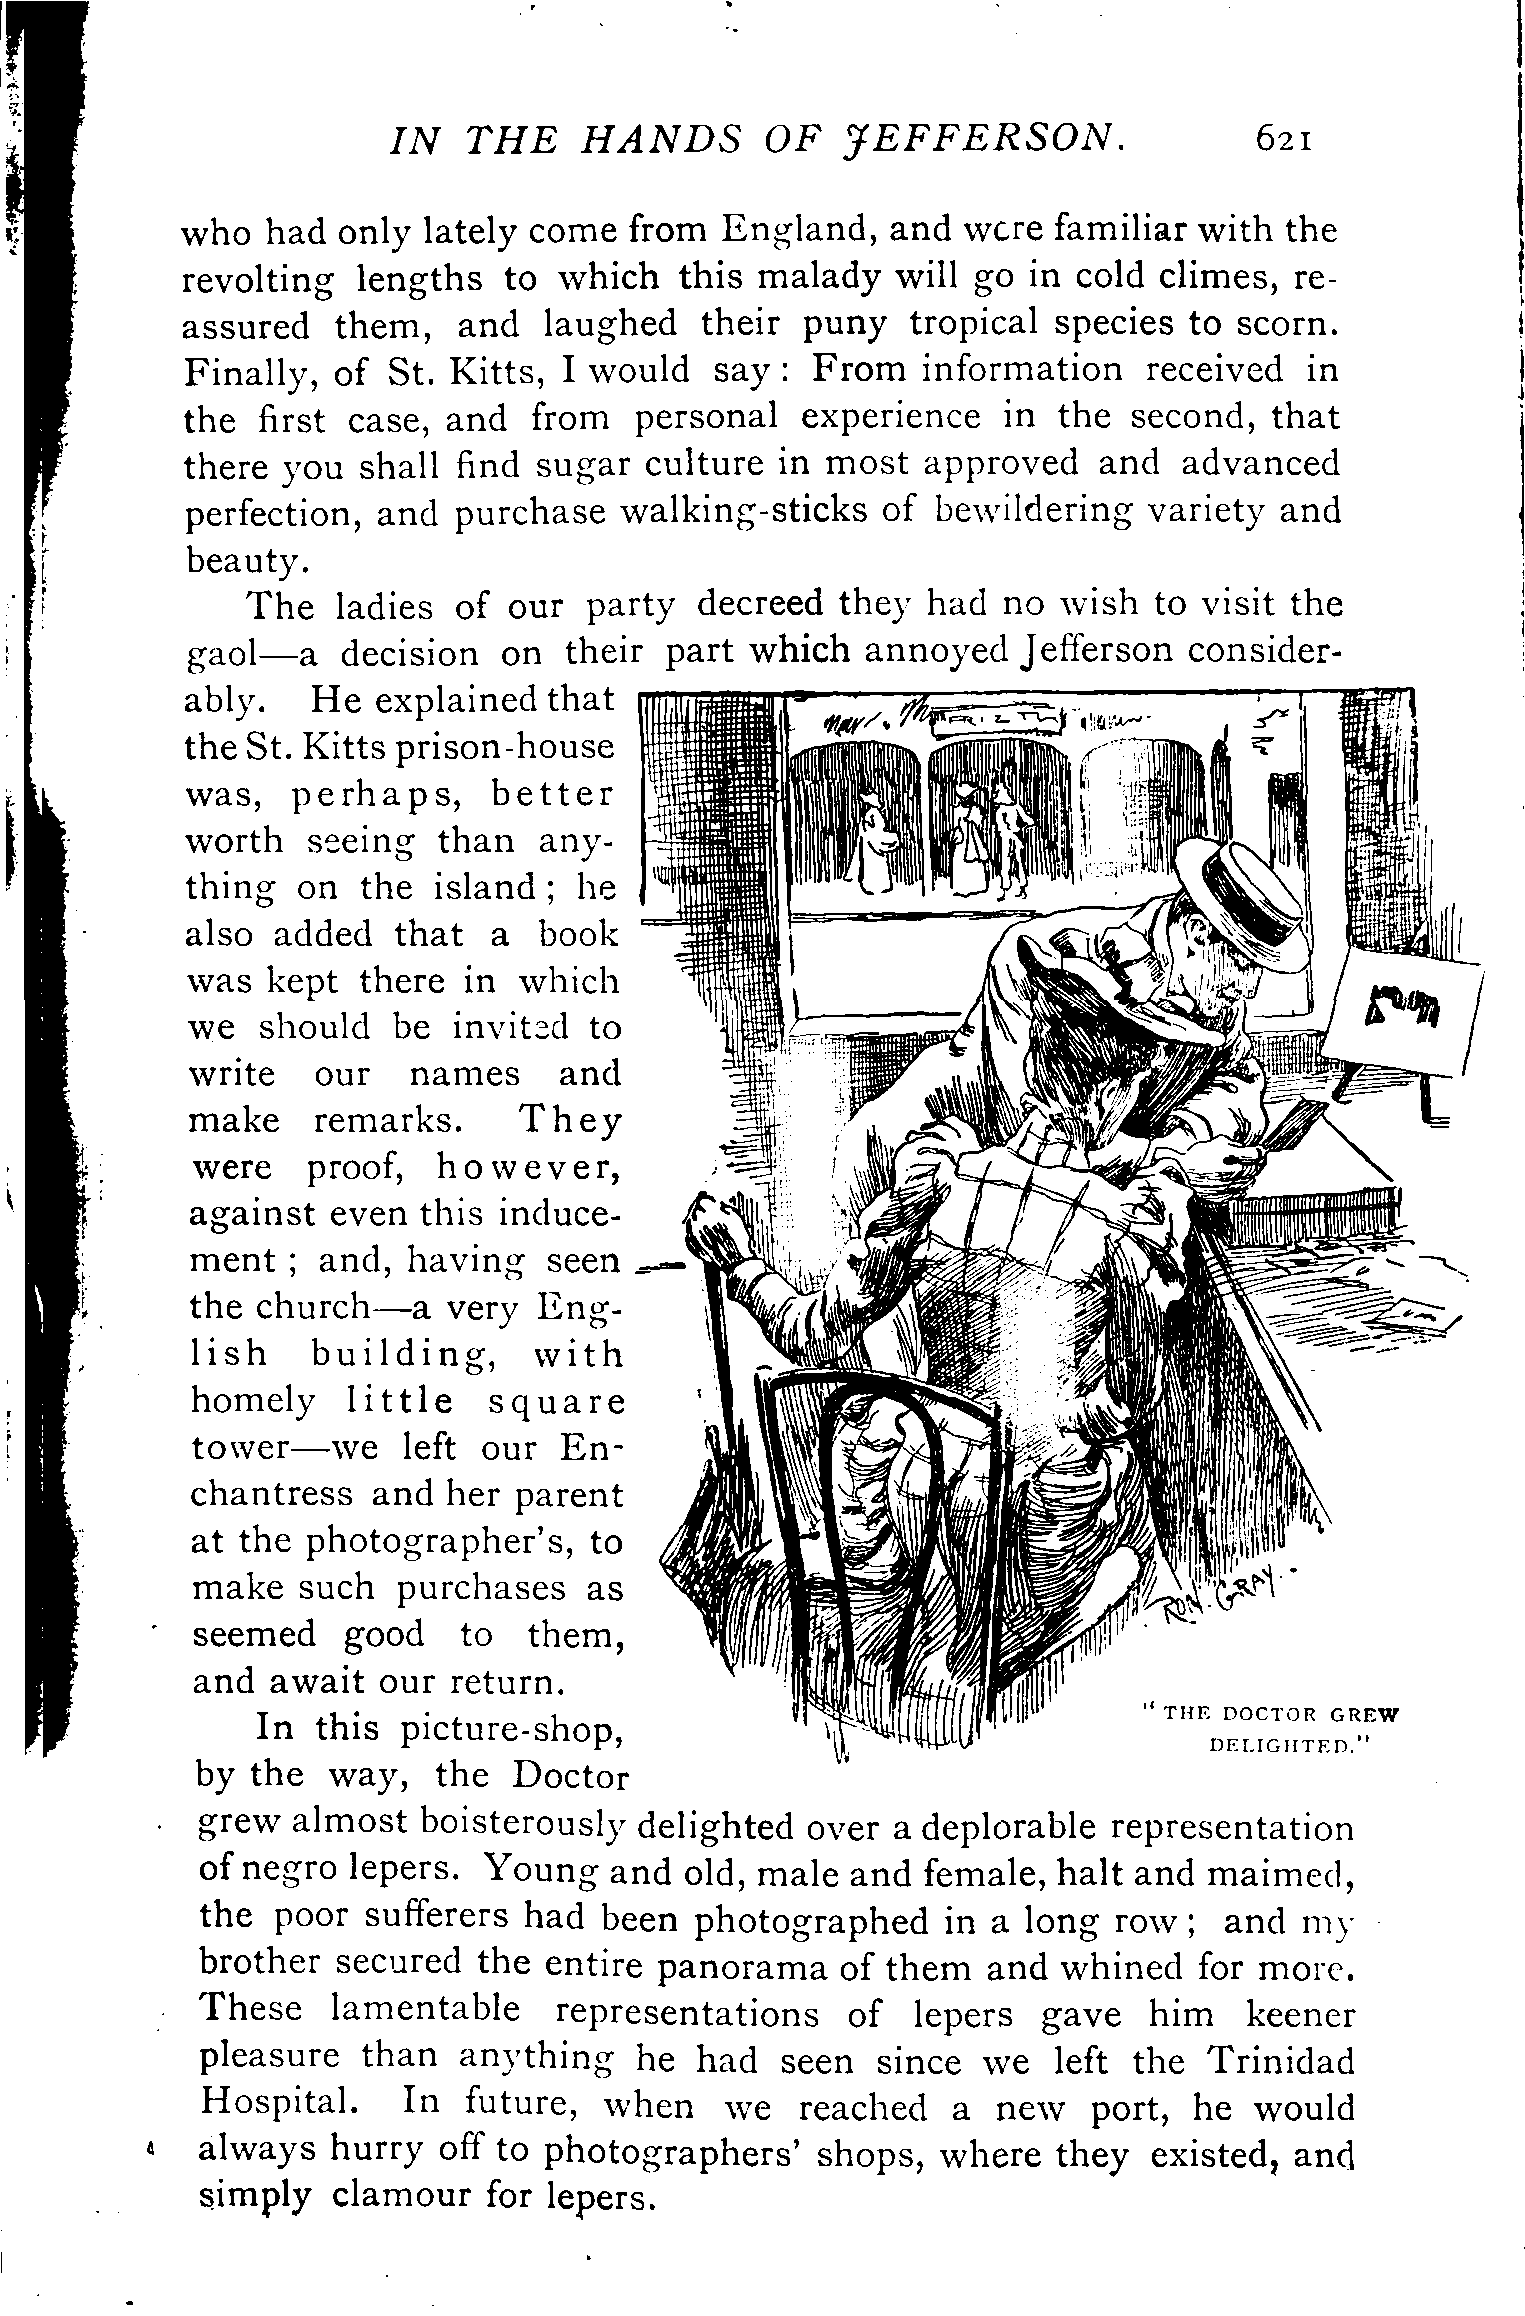 IN THE HANDS OF JEFFERSON. 621
who had only lately come from England, and were familiar with the
revolting lengths to which this malady will go in cold climes, re-
assured them, and laughed their puny tropical species to scorn.
Finally, of St. Kitts, I would say: From information received in
the first case, and from personal experience in the second, that
there you shall find sugar culture in most approved and advanced
perfection, and purchase walking-sticks of bewildering variety and
beauty.
The ladies of our party decreed they had no wish to visit the
gaol—a decision on their part which annoyed Jefferson consider-
ably. He explained that
the St. Kitts prison-house
was, perhaps, better
worth seeing than any-
thing on the island; he
also added that a book
was kept there in which
we should be invited to
write our names and
make remarks. They
were proof, however,
against even this induce-
ment; and, having seen
the church—a very Eng-
lish building, with
homely little square
tower—we left our En-
chantress and her parent
at the photographer's, to
make such purchases as
seemed good to them,
and await our return.
RON. GRAY.
"THE DOCTOR GREW
DELIGHTED."
In this picture-shop,
by the way, the Doctor
grew almost boisterously delighted over a deplorable representation
of negro lepers. Young and old, male and female, halt and maimed,
the poor sufferers had been photographed in a long row; and my
brother secured the entire panorama of them and whined for more.
These lamentable representations of lepers gave him keener
pleasure than anything he had seen since we left the Trinidad
Hospital. In future, when we reached a new port, he would
always hurry off to photographers' shops, where they existed, and
simply clamour for lepers.